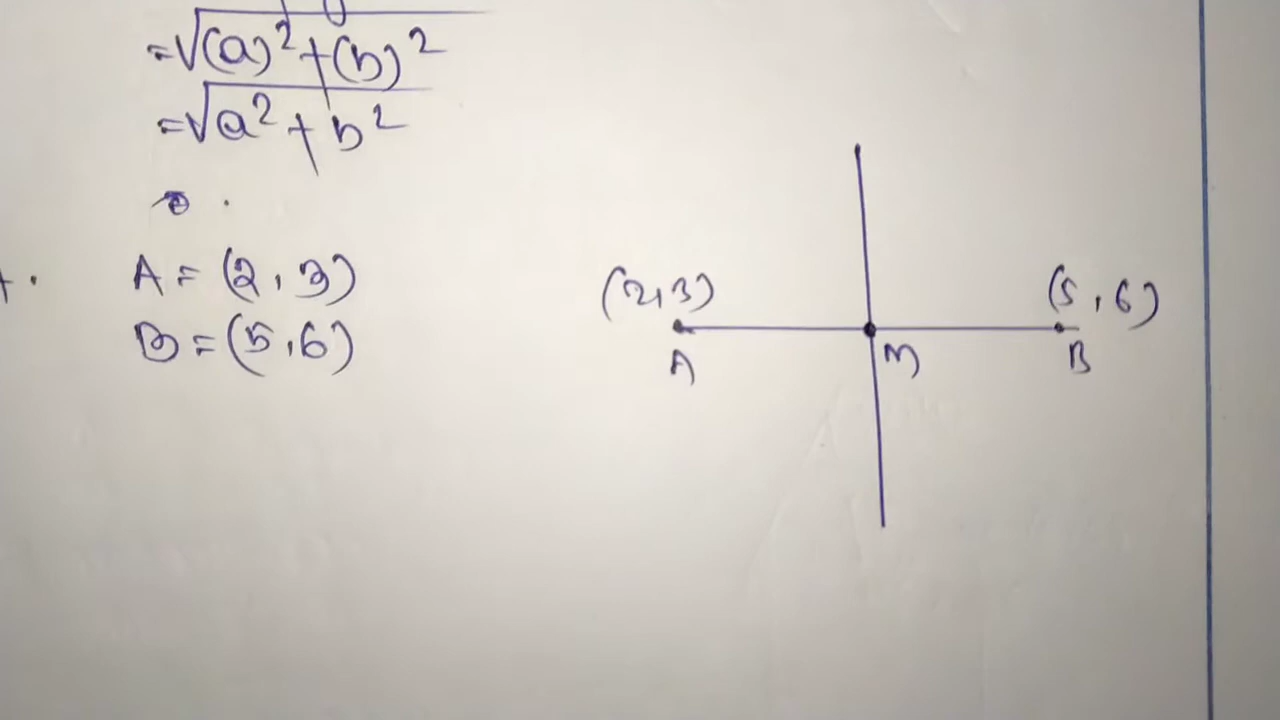 =√(a)²+(b)²
=√a²+b²
A = (2,3)
B = (5,6)
(2,3)
(5,6)
A
M
B